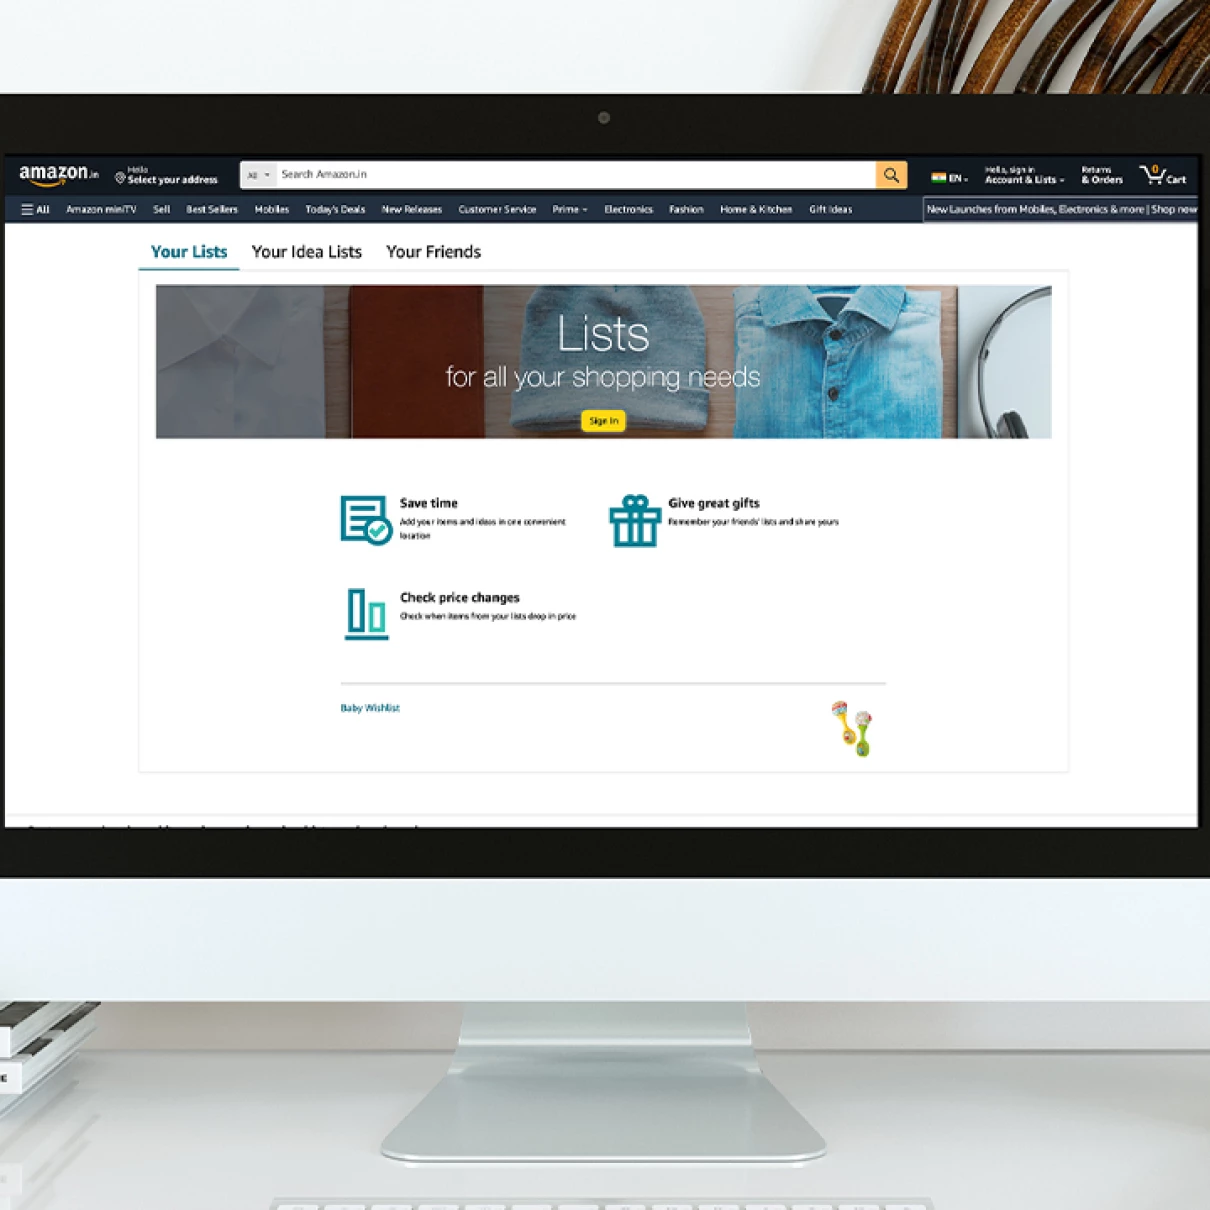 amazon.in
Hello
Select your address
All
Search Amazon.in
EN
Hello, sign in
Account & Lists
Returns
& Orders
0
Cart
All
Amazon miniTV
Sell
Best Sellers
Mobiles
Today's Deals
New Releases
Customer Service
Prime
Electronics
Fashion
Home & Kitchen
Gift Ideas
New Launches from Mobiles, Electronics & more | Shop now
Your Lists
Your Idea Lists
Your Friends
Lists
for all your shopping needs
Sign In
Save time
Add your items and ideas in one convenient
location
Give great gifts
Remember your friends' lists and share yours
Check price changes
Check when items from your lists drop in price
Baby Wishlist